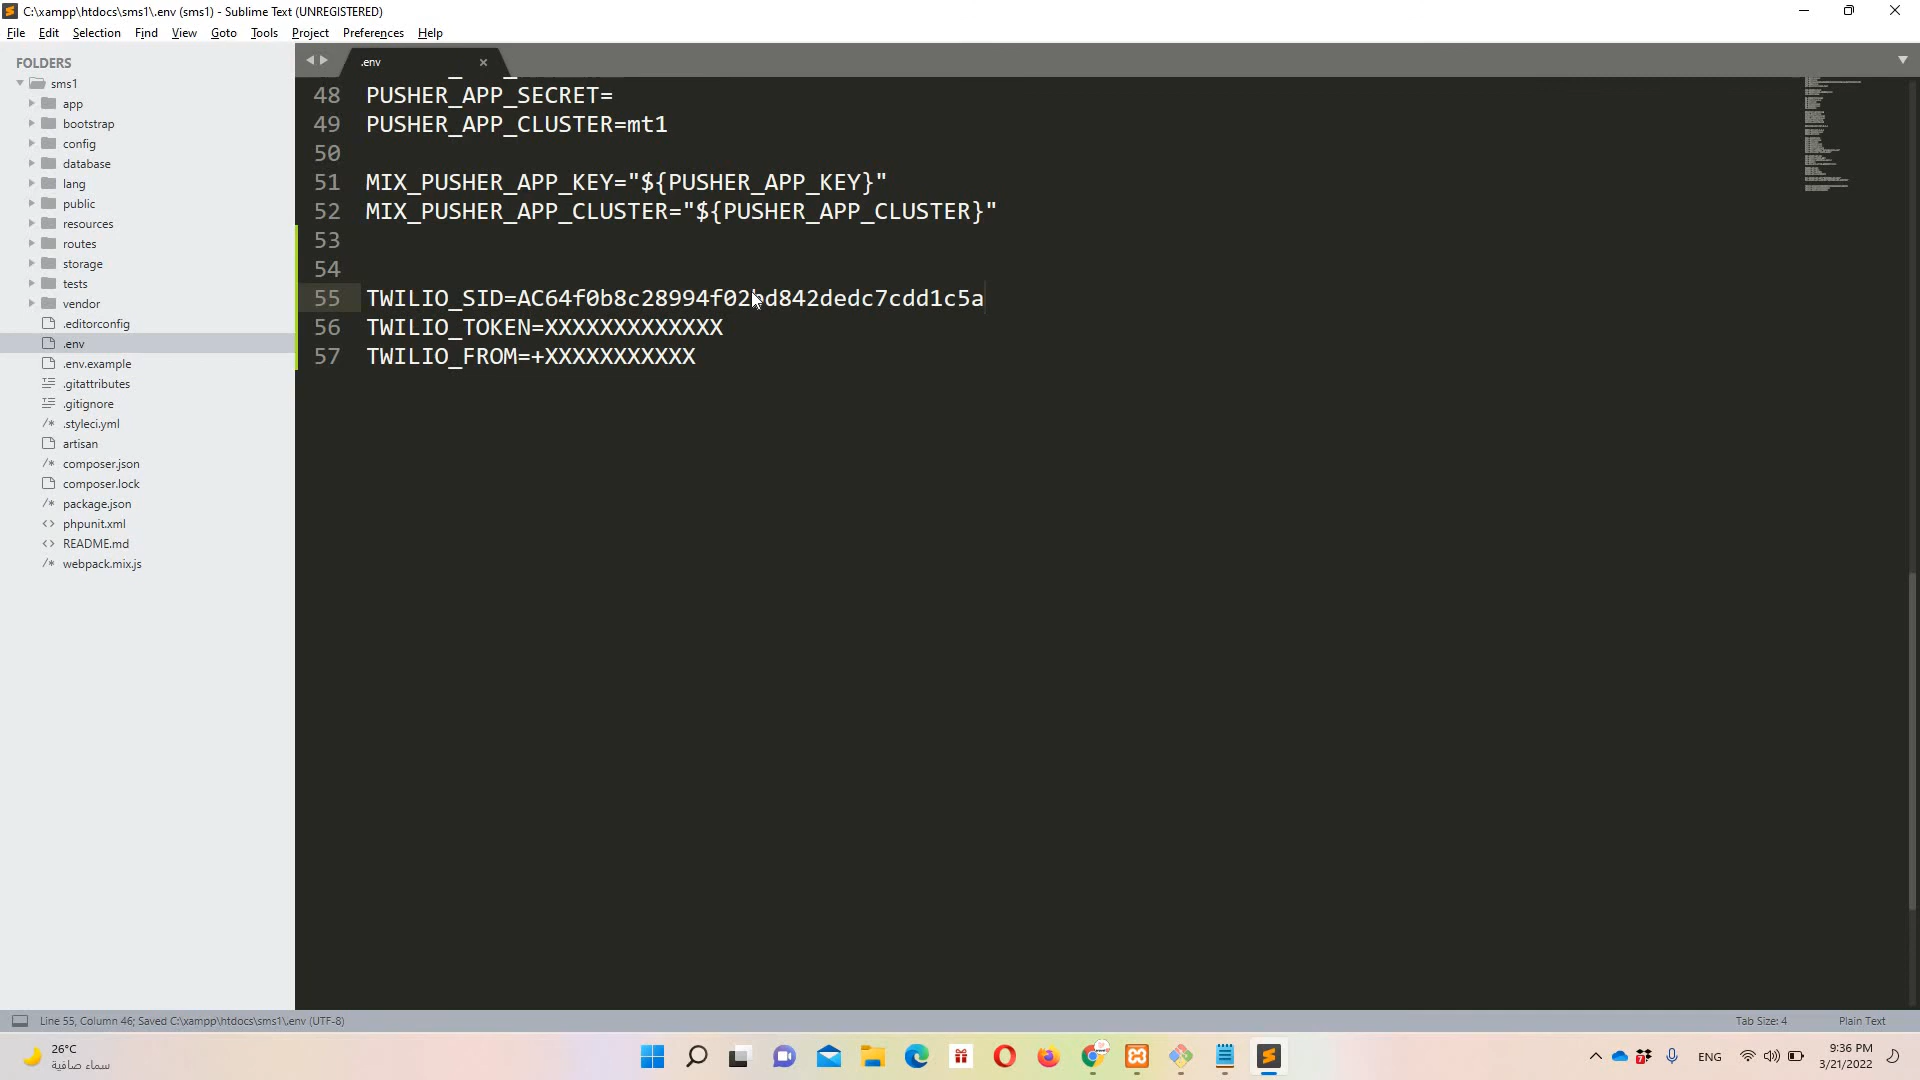 C:\xampp\htdocs\sms1\.env (sms1) - Sublime Text (UNREGISTERED)
File Edit Selection Find View Goto Tools Project Preferences Help
FOLDERS
sms1
app
bootstrap
config
database
lang
public
resources
routes
storage
tests
vendor
.editorconfig
.env
.env.example
.gitattributes
.gitignore
.styleci.yml
artisan
composer.json
composer.lock
package.json
phpunit.xml
README.md
webpack.mix.js
.env
48 PUSHER_APP_SECRET=
49 PUSHER_APP_CLUSTER=mt1
50
51 MIX_PUSHER_APP_KEY="${PUSHER_APP_KEY}"
52 MIX_PUSHER_APP_CLUSTER="${PUSHER_APP_CLUSTER}"
53
54
55 TWILIO_SID=AC64f0b8c28994f02bd842dedc7cdd1c5a
56 TWILIO_TOKEN=XXXXXXXXXXXXX
57 TWILIO_FROM=+XXXXXXXXXXX
Line 55, Column 46; Saved C:\xampp\htdocs\sms1\.env (UTF-8)
Tab Size: 4
Plain Text
26°C
سماء صافية
7
ENG
9:36 PM
3/21/2022